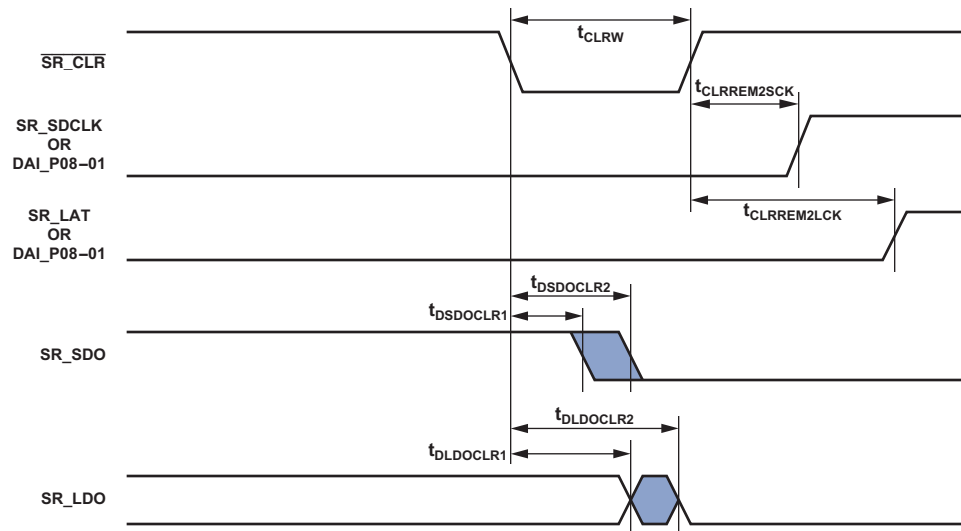 tCLRW
SR_CLR
tCLRREM2SCK
SR_SDCLK
OR
DAI_P08–01
SR_LAT
OR
DAI_P08–01
tCLRREM2LCK
tDSDOCLR2
tDSDOCLR1
SR_SDO
tDLDOCLR2
tDLDOCLR1
SR_LDO